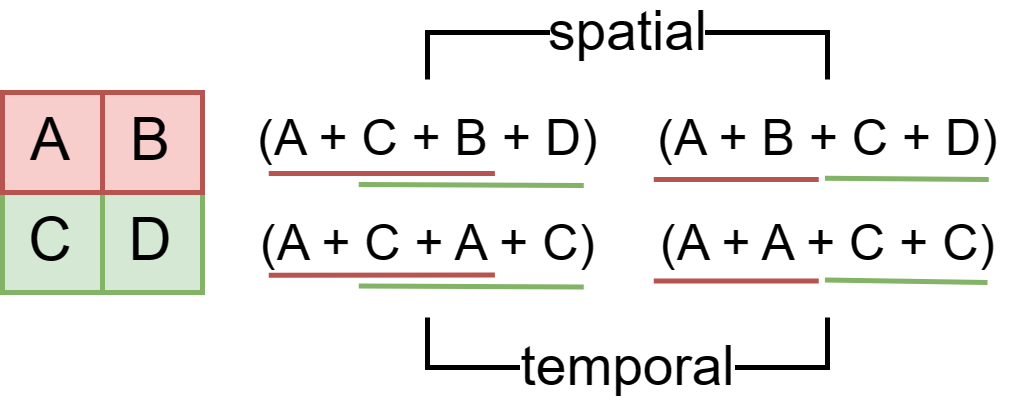 spatial
A B
(A + C + B + D) (A + B + C + D)
C D
(A + C + A + C) (A + A + C + C)
temporal